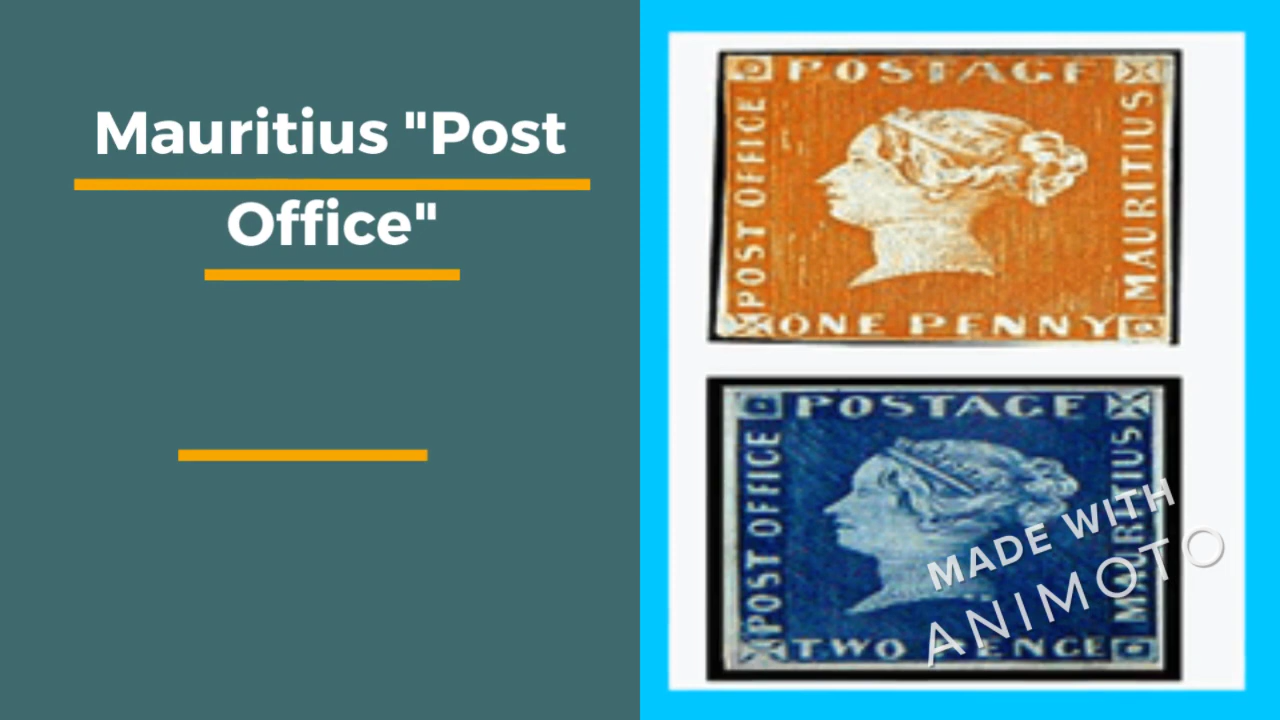 Mauritius "Post
Office"
POSTAGE
POST OFFICE
MAURITIUS
ONE PENNY
POSTAGE
POST OFFICE
MAURITIUS
TWO PENCE
MADE WITH
ANIMOTO